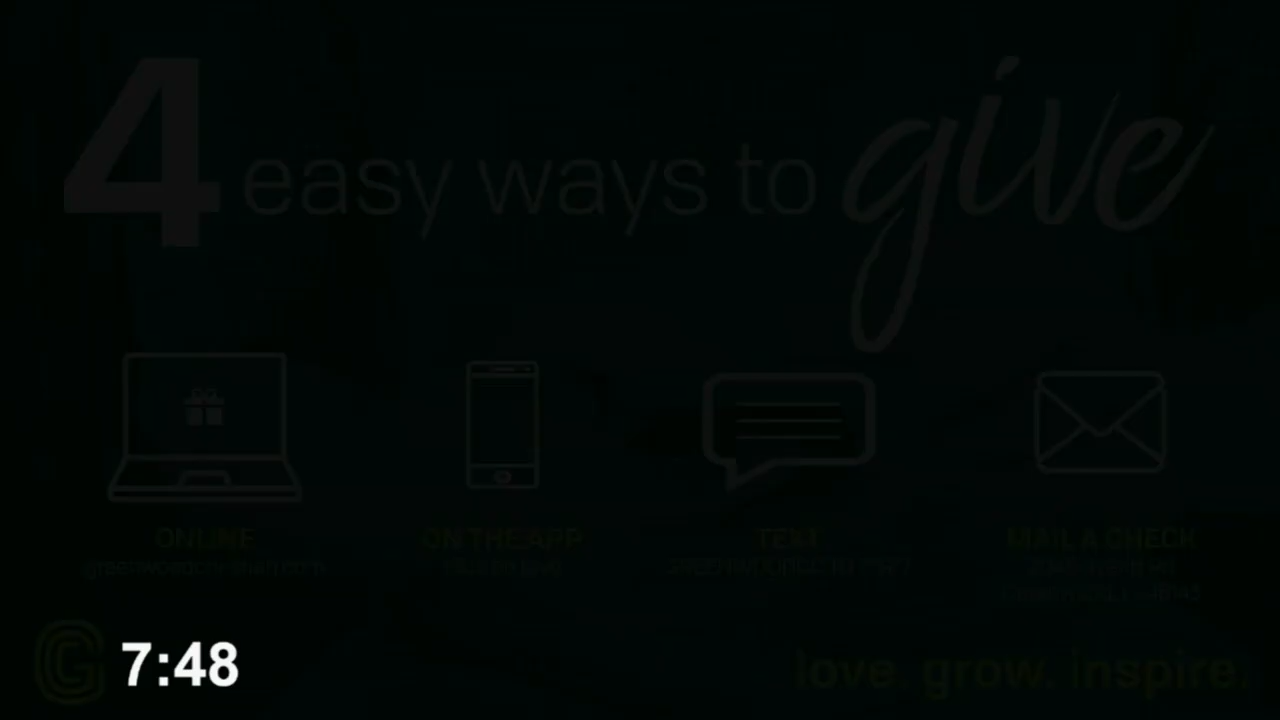 4 easy ways to give
ONLINE
ON THE APP
TEXT
MAIL A CHECK
7:48
love. grow. inspire.